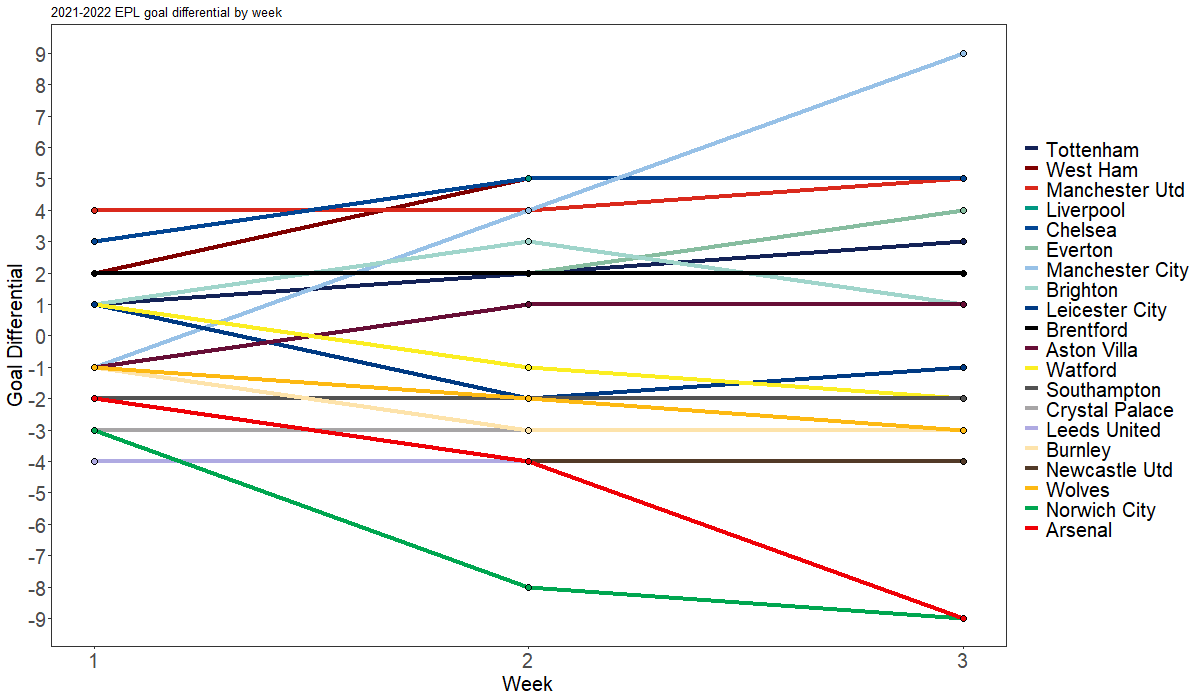 2021-2022 EPL goal differential by week
9
8
7
6
5
4
3
2
1
0
-1
-2
-3
-4
-5
-6
-7
-8
-9
Goal Differential
1
2
3
Week
Tottenham
West Ham
Manchester Utd
Liverpool
Chelsea
Everton
Manchester City
Brighton
Leicester City
Brentford
Aston Villa
Watford
Southampton
Crystal Palace
Leeds United
Burnley
Newcastle Utd
Wolves
Norwich City
Arsenal